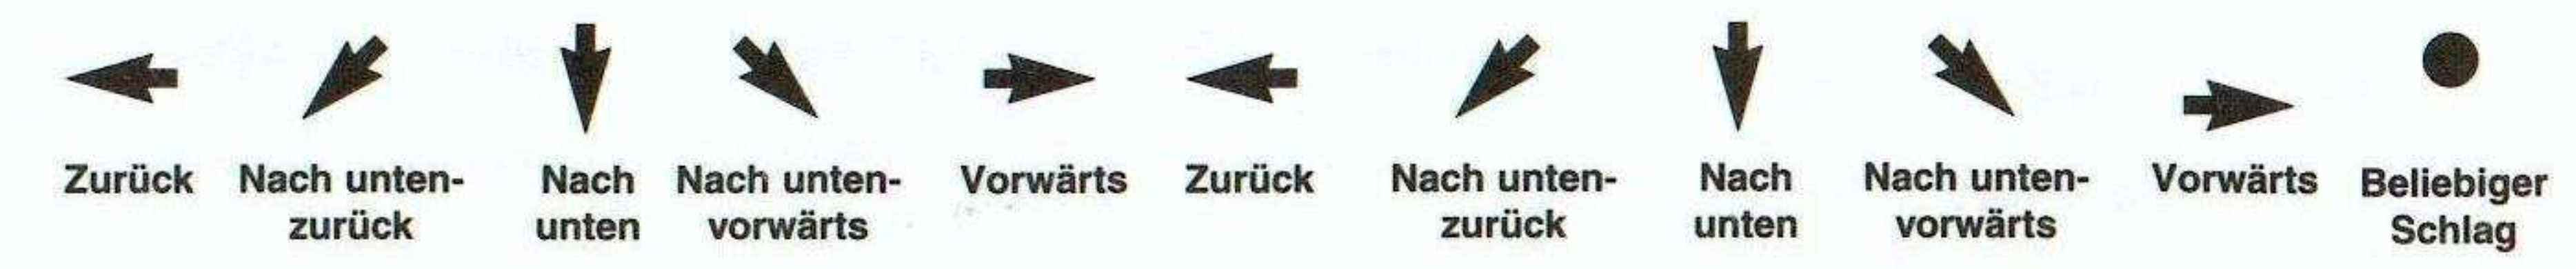 Zurück Nach unten- Nach Nach unten- Vorwärts Zurück Nach unten- Nach Nach unten- Vorwärts Beliebiger
zurück unten vorwärts zurück unten vorwärts Schlag